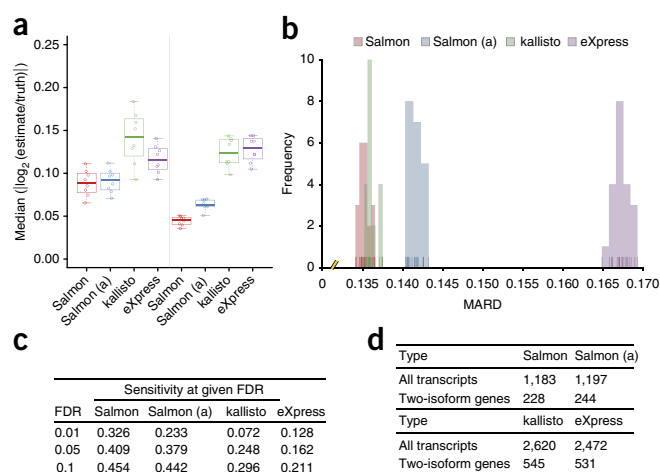 a
Median (|log2 (estimate/truth)|)
0.25
0.20
0.15
0.10
0.05
0.00
Salmon
Salmon (a)
kallisto
eXpress
Salmon
Salmon (a)
kallisto
eXpress
b
Salmon Salmon (a) kallisto eXpress
Frequency
10
8
6
4
2
0
0 0.135 0.140 0.145 0.150 0.155 0.160 0.165 0.170
MARD
c
Sensitivity at given FDR
FDR Salmon Salmon (a) kallisto eXpress
0.01 0.326 0.233 0.072 0.128
0.05 0.409 0.379 0.248 0.162
0.1 0.454 0.442 0.296 0.211
d
Type Salmon Salmon (a)
All transcripts 1,183 1,197
Two-isoform genes 228 244
Type kallisto eXpress
All transcripts 2,620 2,472
Two-isoform genes 545 531